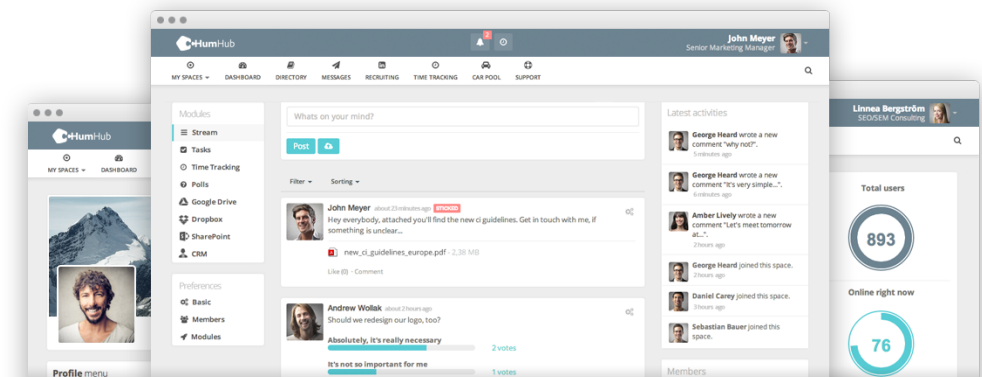 HumHub
MY SPACES
DASHBOARD
Profile menu
HumHub
2
John Meyer
Senior Marketing Manager
MY SPACES
DASHBOARD
DIRECTORY
MESSAGES
RECRUITING
TIME TRACKING
CAR POOL
SUPPORT
Modules
Stream
Tasks
Time Tracking
Polls
Google Drive
Dropbox
SharePoint
CRM
Preferences
Basic
Members
Modules
Whats on your mind?
Post
Filter
Sorting
John Meyer about 23 minutes ago
Hey everybody, attached you'll find the new ci guidelines. Get in touch with me, if
something is unclear...
new_ci_guidelines_europe.pdf - 2,38 MB
Like (0) · Comment
Andrew Wollak about 2 hours ago
Should we redesign our logo, too?
Absolutely, it's really necessary
2 votes
It's not so important for me
1 votes
Latest activities
George Heard wrote a new
comment "why not?".
5 minutes ago
George Heard wrote a new
comment "It's very simple...".
6 minutes ago
Amber Lively wrote a new
comment "Let's meet tomorrow
at...".
2 hours ago
George Heard joined this space.
2 hours ago
Daniel Carey joined this space.
3 hours ago
Sebastian Bauer joined this
space.
Members
Linnea Bergström
SEO/SEM Consulting
Total users
893
Online right now
76